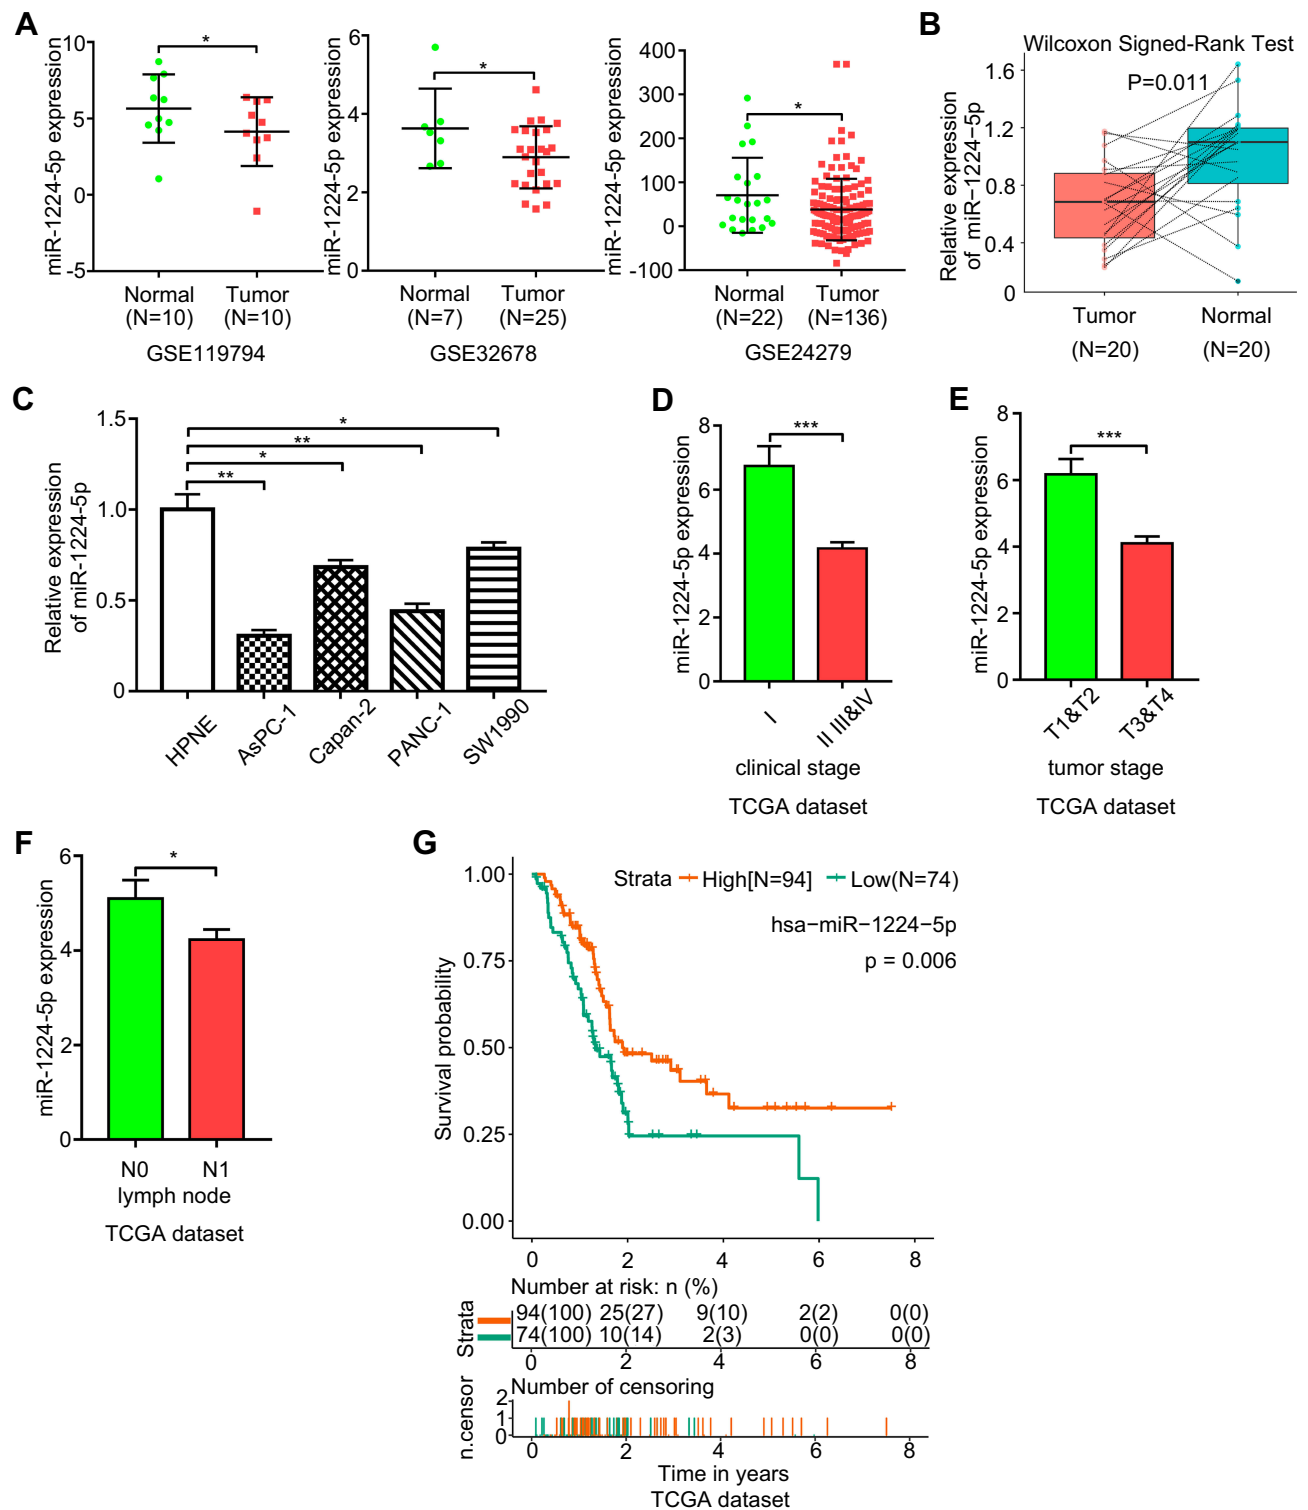 A
miR-1224-5p expression
10
5
0
-5
*
Normal
(N=10)
Tumor
(N=10)
GSE119794
miR-1224-5p expression
6
4
2
0
*
Normal
(N=7)
Tumor
(N=25)
GSE32678
miR-1224-5p expression
400
300
200
100
0
-100
*
Normal
(N=22)
Tumor
(N=136)
GSE24279
B
Wilcoxon Signed-Rank Test
P=0.011
Relative expression
of miR−1224−5p
1.6
1.2
0.8
0.4
0
Tumor
(N=20)
Normal
(N=20)
C
Relative expression
of miR-1224-5p
1.5
1.0
0.5
0
*
**
*
**
HPNE
AsPC-1
Capan-2
PANC-1
SW1990
D
miR-1224-5p expression
8
6
4
2
0
***
I
II III&IV
clinical stage
TCGA dataset
E
miR-1224-5p expression
8
6
4
2
0
***
T1&T2
T3&T4
tumor stage
TCGA dataset
F
miR-1224-5p expression
6
4
2
0
*
N0
N1
lymph node
TCGA dataset
G
Survival probability
1.00
0.75
0.50
0.25
0.00
Strata High[N=94] Low(N=74)
hsa−miR−1224−5p
p = 0.006
0 2 4 6 8
Number at risk: n (%)
Strata
94(100) 25(27) 9(10) 2(2) 0(0)
74(100) 10(14) 2(3) 0(0) 0(0)
0 2 4 6 8
Number of censoring
n.censor
2
1
0
0 2 4 6 8
Time in years
TCGA dataset